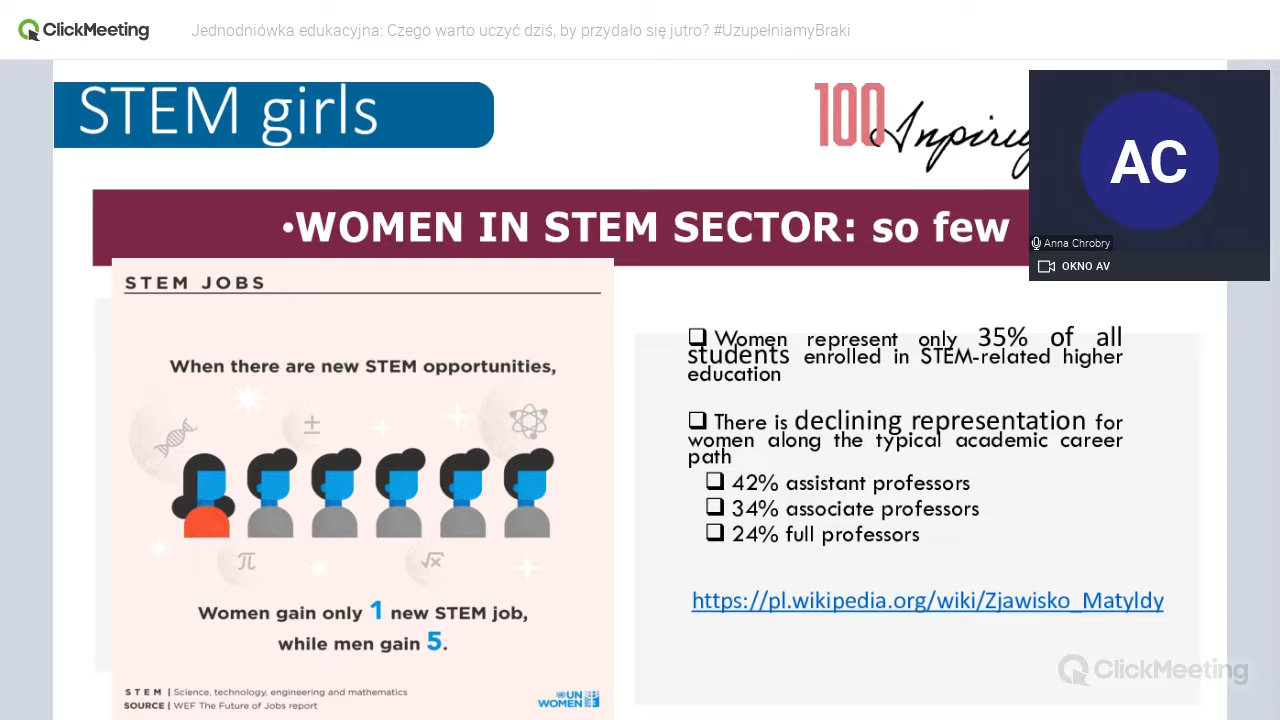 ClickMeeting
Jednodniówka edukacyjna: Czego warto uczyć dziś, by przydało się jutro? #UzupełniamyBraki
STEM girls
100
AC
Anna Chrobry
OKNO AV
•WOMEN IN STEM SECTOR: so few
STEM JOBS
When there are new STEM opportunities,
±
π
√x
Women gain only 1 new STEM job,
while men gain 5.
STEM | Science, technology, engineering and mathematics
SOURCE | WEF The Future of Jobs report
UN
WOMEN
❑ Women represent only 35% of all
students enrolled in STEM-related higher
education
❑ There is declining representation for
women along the typical academic career
path
❑ 42% assistant professors
❑ 34% associate professors
❑ 24% full professors
https://pl.wikipedia.org/wiki/Zjawisko_Matyldy
ClickMeeting